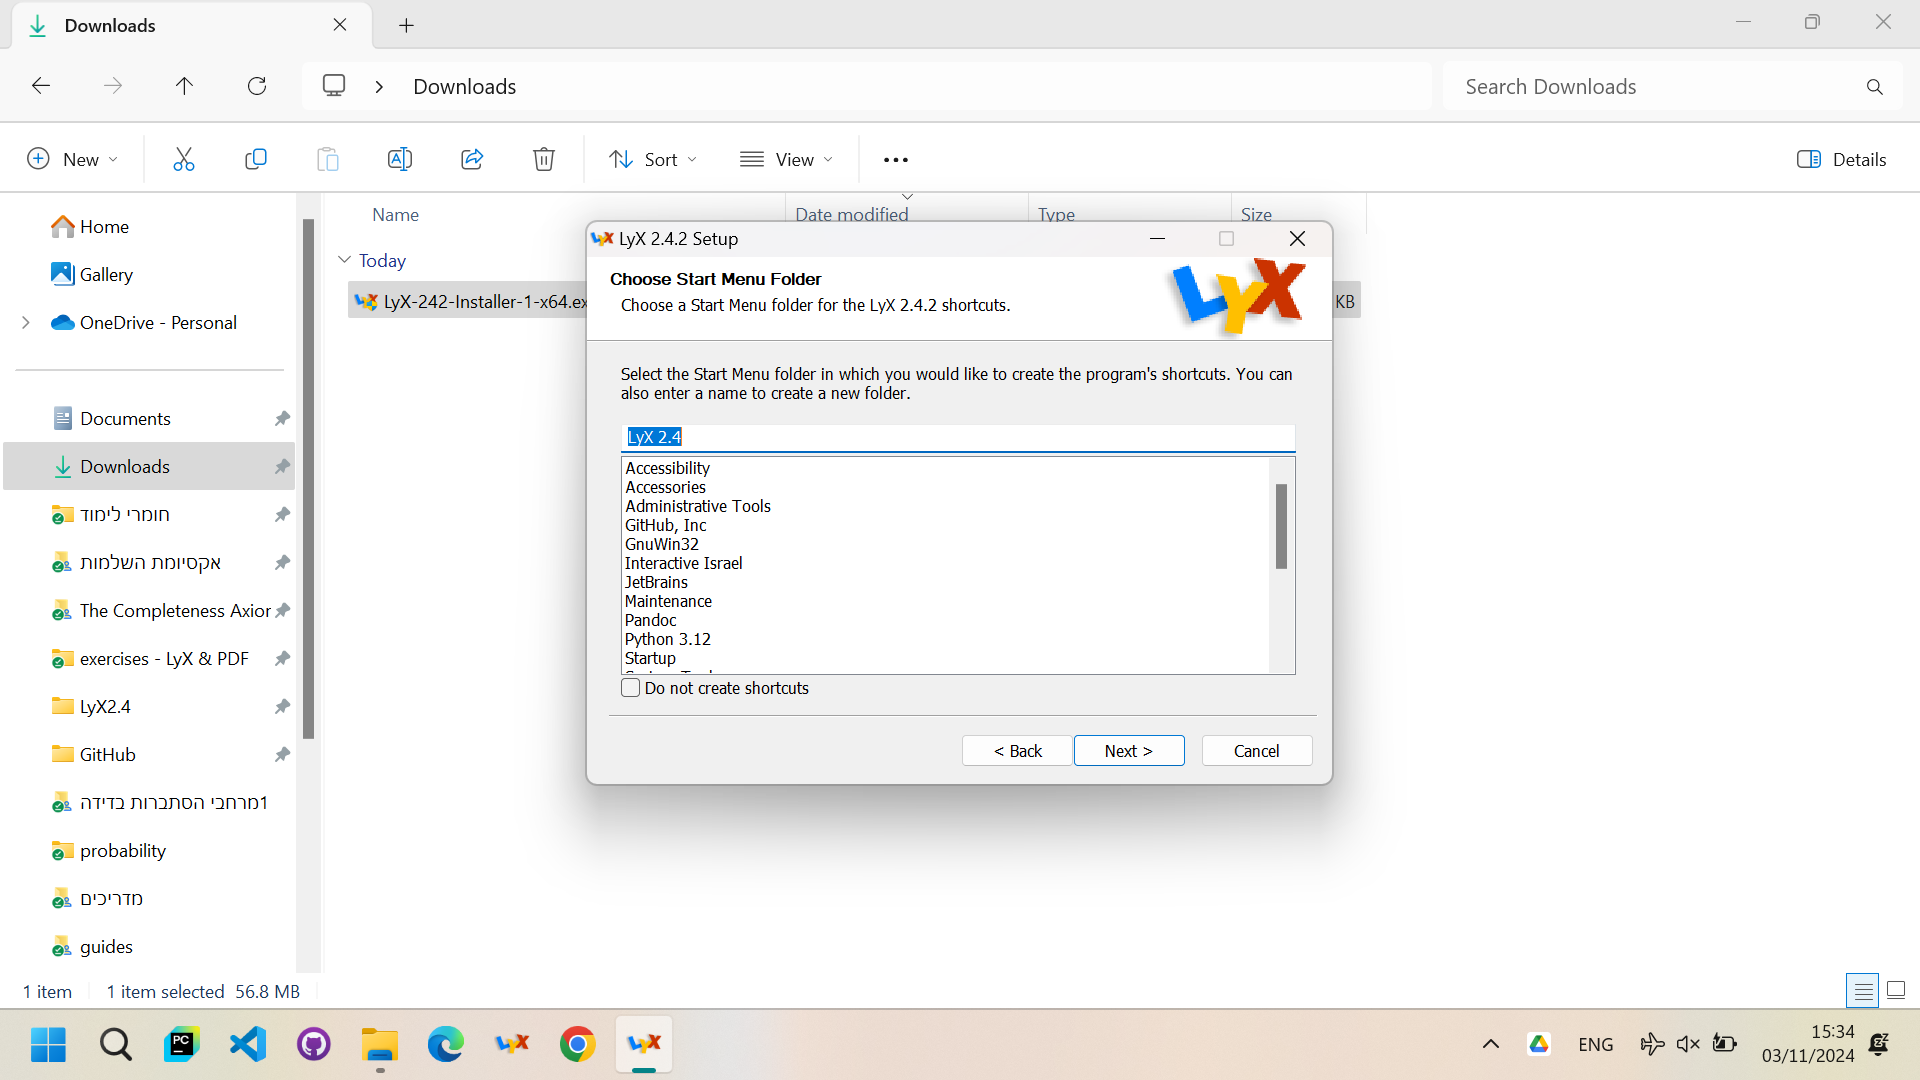 Downloads
Downloads
Search Downloads
New
Sort
View
Details
Home
Gallery
OneDrive - Personal
Documents
Downloads
חומרי לימוד
אקסיומת השלמות
The Completeness Axior
exercises - LyX & PDF
LyX2.4
GitHub
מרחבי הסתברות בדידה1
probability
מדריכים
guides
Name
Date modified
Type
Size
Today
LyX-242-Installer-1-x64.ex
KB
LyX 2.4.2 Setup
Choose Start Menu Folder
Choose a Start Menu folder for the LyX 2.4.2 shortcuts.
LyX
Select the Start Menu folder in which you would like to create the program's shortcuts. You can
also enter a name to create a new folder.
LyX 2.4
Accessibility
Accessories
Administrative Tools
GitHub, Inc
GnuWin32
Interactive Israel
JetBrains
Maintenance
Pandoc
Python 3.12
Startup
Do not create shortcuts
< Back
Next >
Cancel
1 item
1 item selected 56.8 MB
PC
LyX
LyX
ENG
15:34
03/11/2024